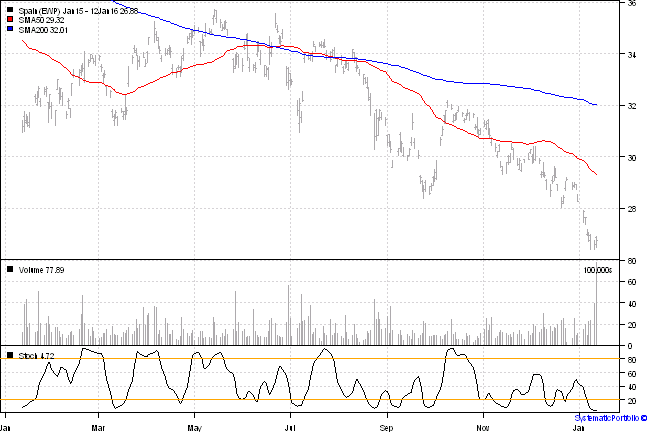 Spain (EWP) Jan 15 - 12Jan 16 26.88
SMA50 29.32
SMA200 32.01
36
34
32
30
28
Volume 77.89
100,000s
80
60
40
20
0
Stoch 4.72
80
60
40
20
Jan Mar May Jul Sep Nov Jan
SystematicPortfolio ©